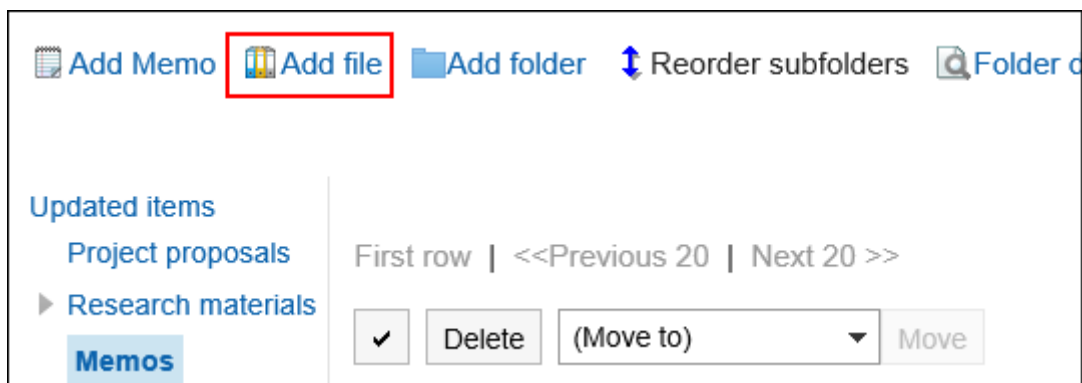 Add Memo Add file Add folder Reorder subfolders Folder
Updated items
Project proposals
First row | <<Previous 20 | Next 20 >>
Research materials
Delete (Move to) Move
Memos